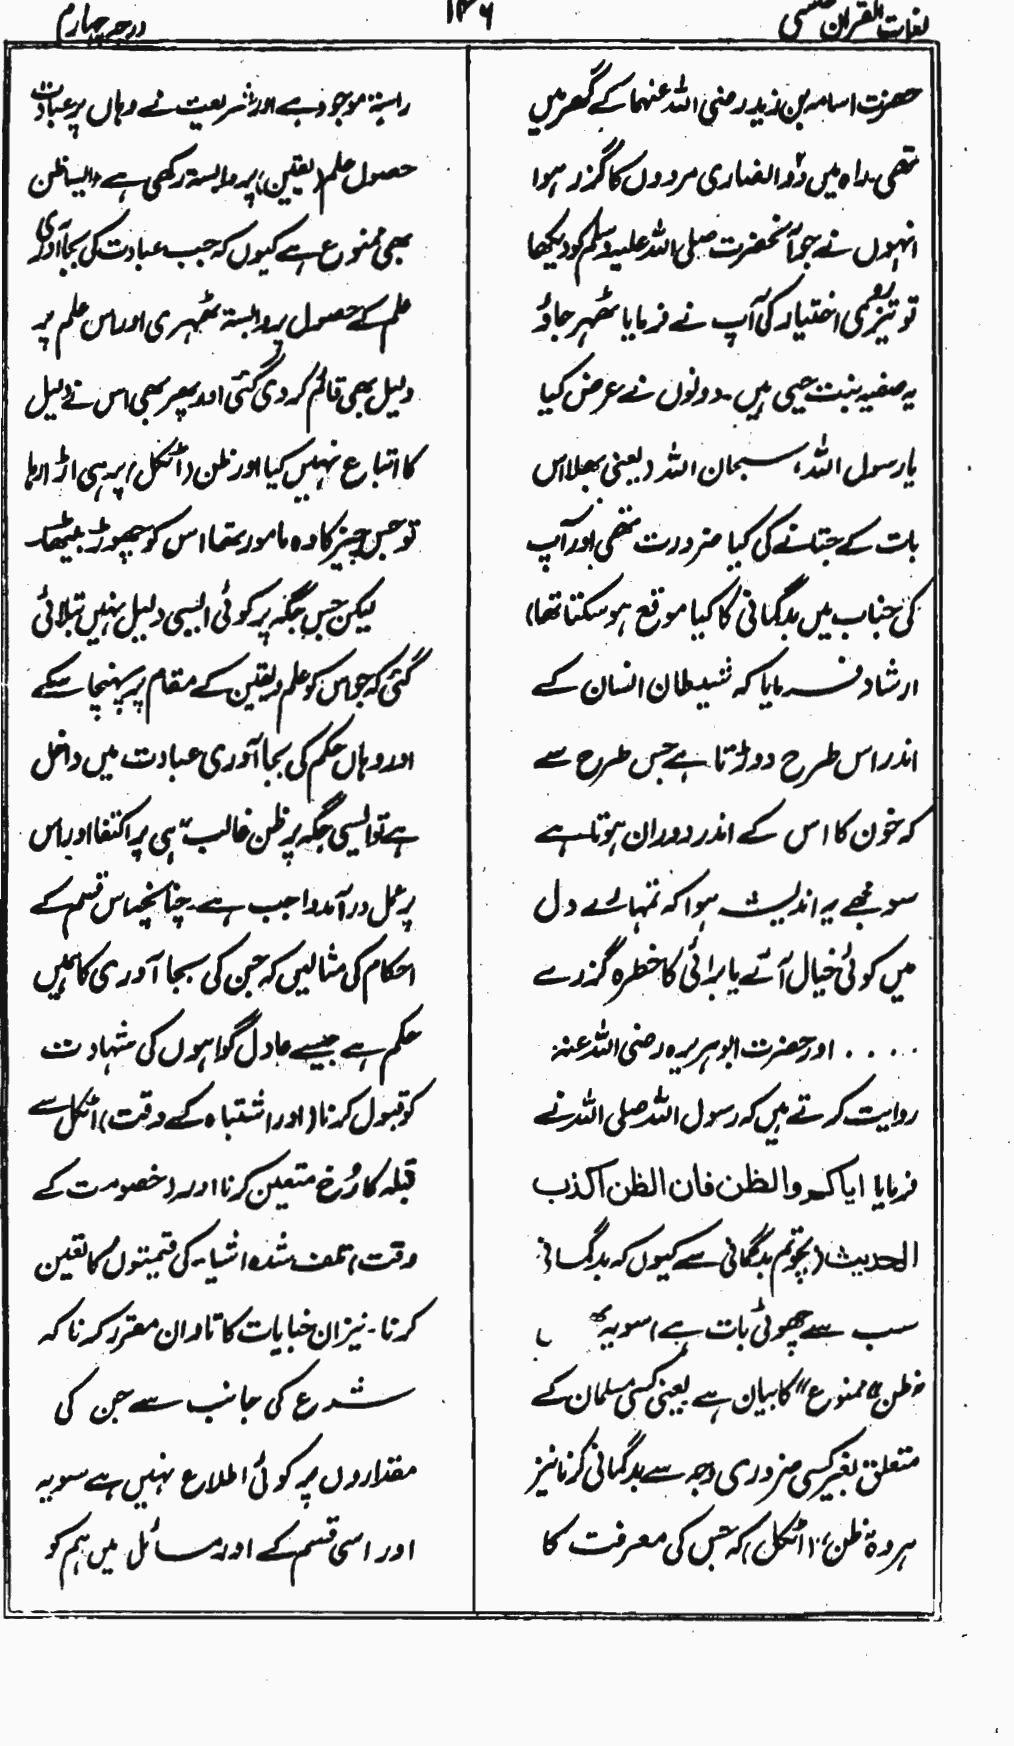 لغات القرآن
۱۴۶
درجہ چہارم
حضرت اسامہ بن زید رضی اللہ عنہما کے گھر میں
تھی۔ راہ میں دو انصاری مردوں کا گزر ہوا
انہوں نے جو آنحضرت صلی اللہ علیہ وسلم کو دیکھا
تو تیزروی اختیار کی آپ نے فرمایا ٹھہر جاؤ
یہ صفیہ بنت حیی ہیں۔ دونوں نے عرض کیا
یا رسول اللہ، سبحان اللہ (یعنی بھلا اس
بات کے جتانے کی کیا ضرورت تھی اور آپ
کی جناب میں بدگمانی کا کیا موقع ہو سکتا تھا)
ارشاد فرمایا کہ شیطان انسان کے
اندر اس طرح دوڑتا ہے جس طرح سے
کہ خون کا اس کے اندر دوران ہوتا ہے
سو مجھے یہ اندیشہ ہوا کہ تمہارے دل
میں کوئی خیال آئے یا برائی کا خطرہ گزرے
.... اور حضرت ابو ہریرہ رضی اللہ عنہ
روایت کرتے ہیں کہ رسول اللہ صلی اللہ نے
فرمایا ایاکم والظن فان الظن اکذب
الحدیث (بچو تم بدگمانی سے کیوں کہ بدگمانی
سب سے جھوٹی بات ہے) سو یہ
ظن "ممنوع" کا بیان ہے یعنی کسی مسلمان کے
متعلق بغیر کسی ضروری وجہ سے بدگمانی کرنا نیز
ہر وہ ظن (اٹکل) کہ جس کی معرفت کا
راستہ موجود ہے اور شریعت نے وہاں پر عبادت
حصول علم (یقین) پر وابستہ رکھی ہے ایسا ظن
بھی ممنوع ہے کیوں کہ جب عبادت کی بجا آوری
علم کے حصول پر وابستہ ٹھہری اور اس علم پر
دلیل بھی قائم کر دی گئی اور پھر بھی اس نے دلیل
کا اتباع نہیں کیا اور ظن (اٹکل) پر ہی اڑا رہا
تو جس چیز کا وہ مامور تھا اس کو چھوڑ بیٹھا۔
لیکن جس جگہ پر کوئی ایسی دلیل نہیں بتلائی
گئی کہ جو اس کو علم و یقین کے مقام پر پہنچا سکے
اور وہاں حکم کی بجا آوری عبادت میں داخل
ہے تو ایسی جگہ پر ظن غالب ہی پر اکتفا اور اس
پر عمل درآمد واجب ہے۔ چنانچہ اس قسم کے
احکام کی مثالیں کہ جن کی بجا آوری کا ہمیں
حکم ہے جیسے عادل گواہوں کی شہادت
کو قبول کرنا (اور اشتباہ کے وقت) اٹکل سے
قبلہ کا رُخ متعین کرنا اور (خصومت کے
وقت) تلف شدہ اشیاء کی قیمتوں کا تعین
کرنا۔ نیز ان جنایات کا تاوان مقرر کرنا کہ
شرع کی جانب سے جن کی
مقداروں پر کوئی اطلاع نہیں ہے سو یہ
اور اسی قسم کے اور مسائل میں ہم کو